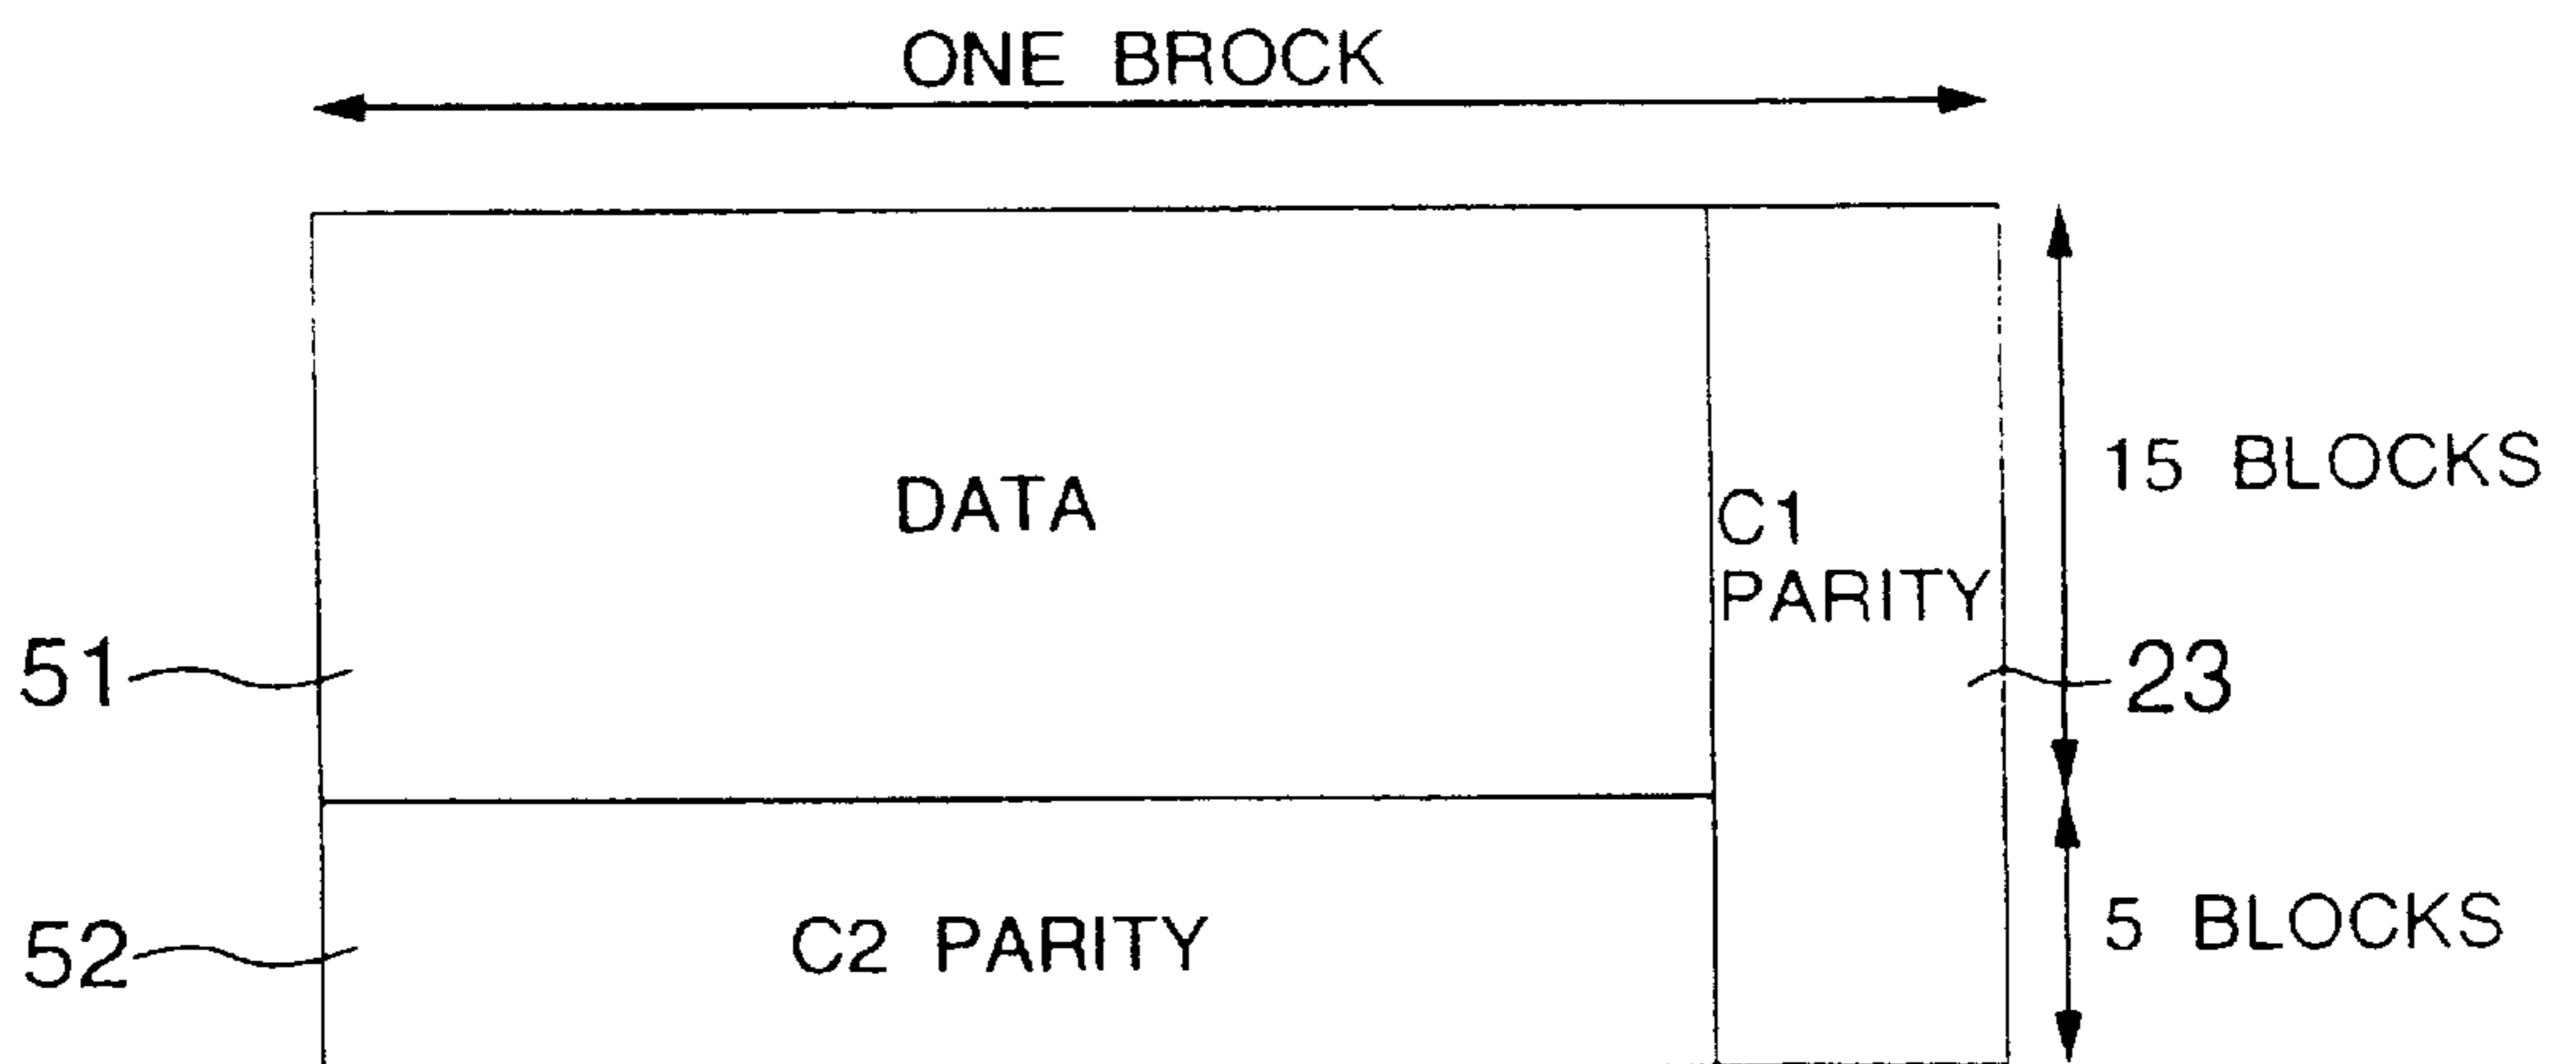 ONE BROCK
15 BLOCKS
DATA
C1
PARITY
51
23
52
C2 PARITY
5 BLOCKS